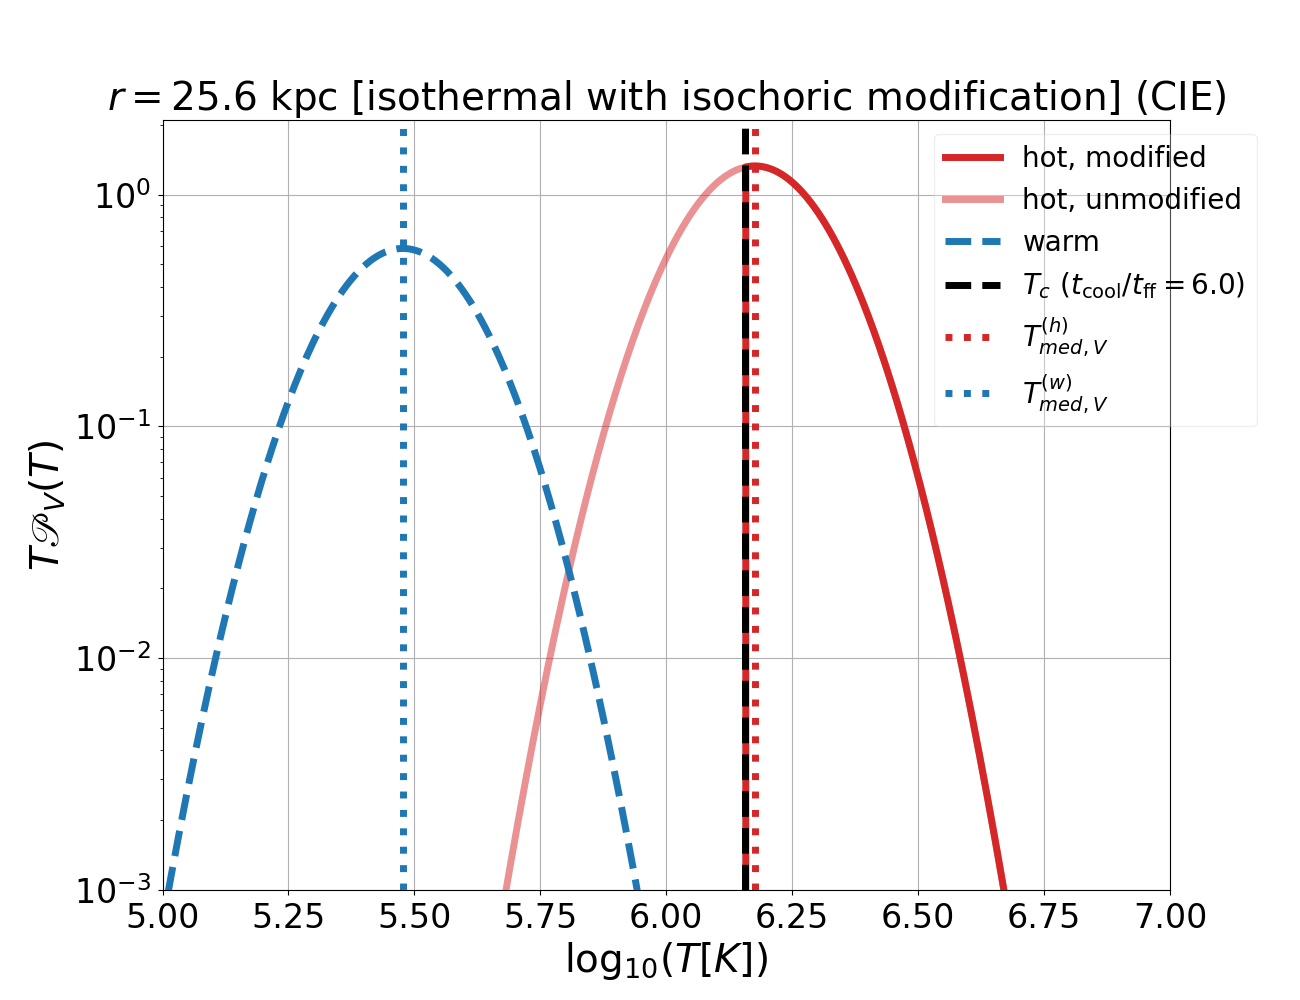 r = 25.6 kpc [isothermal with isochoric modification] (CIE)
hot, modified
hot, unmodified
warm
T_c (t_cool/t_ff = 6.0)
T^(h)_med,V
T^(w)_med,V
T𝒫_V(T)
10^0
10^−1
10^−2
10^−3
5.00 5.25 5.50 5.75 6.00 6.25 6.50 6.75 7.00
log_10(T[K])